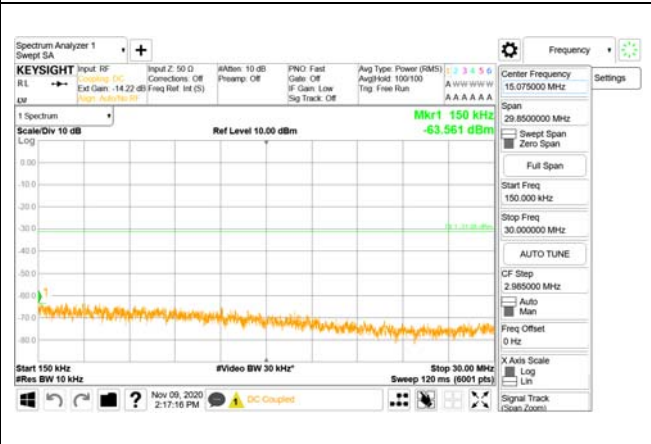 Spectrum Analyzer 1
Swept SA
+
Frequency
KEYSIGHT
RL
Input: RF
Coupling: DC
Ext Gain: -14.22 dB
Align: Auto/No RF
Input Z: 50 Ω
Corrections: Off
Freq Ref: Int (S)
#Atten: 10 dB
Preamp: Off
PNO: Fast
Gate: Off
IF Gain: Low
Sig Track: Off
Avg Type: Power (RMS)
Avg|Hold: 100/100
Trig: Free Run
1 2 3 4 5 6
A W W W W W
A A A A A A
Center Frequency
15.075000 MHz
Settings
1 Spectrum
Scale/Div 10 dB
Ref Level 10.00 dBm
Mkr1 150 kHz
-63.561 dBm
Log
0.00
-10.0
-20.0
-30.0
-40.0
-50.0
-60.0
-70.0
-80.0
1
Start 150 kHz
#Res BW 10 kHz
#Video BW 30 kHz*
Stop 30.00 MHz
Sweep 120 ms (6001 pts)
Span
29.8500000 MHz
Swept Span
Zero Span
Full Span
Start Freq
150.000 kHz
Stop Freq
30.000000 MHz
AUTO TUNE
CF Step
2.985000 MHz
Auto
Man
Freq Offset
0 Hz
X Axis Scale
Log
Lin
Signal Track
(Span Zoom)
?
Nov 09, 2020
2:17:16 PM
1
DC Coupled